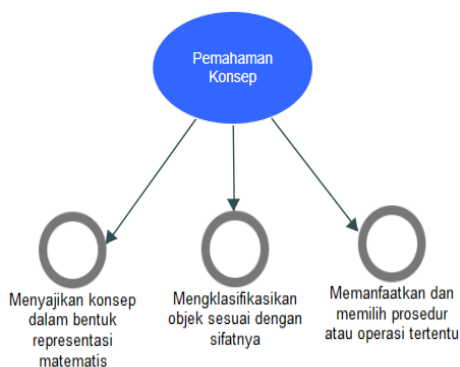 Pemahaman
Konsep
Menyajikan konsep
dalam bentuk
representasi
matematis
Mengklasifikasikan
objek sesuai dengan
sifatnya
Memanfaatkan dan
memilih prosedur
atau operasi tertentu